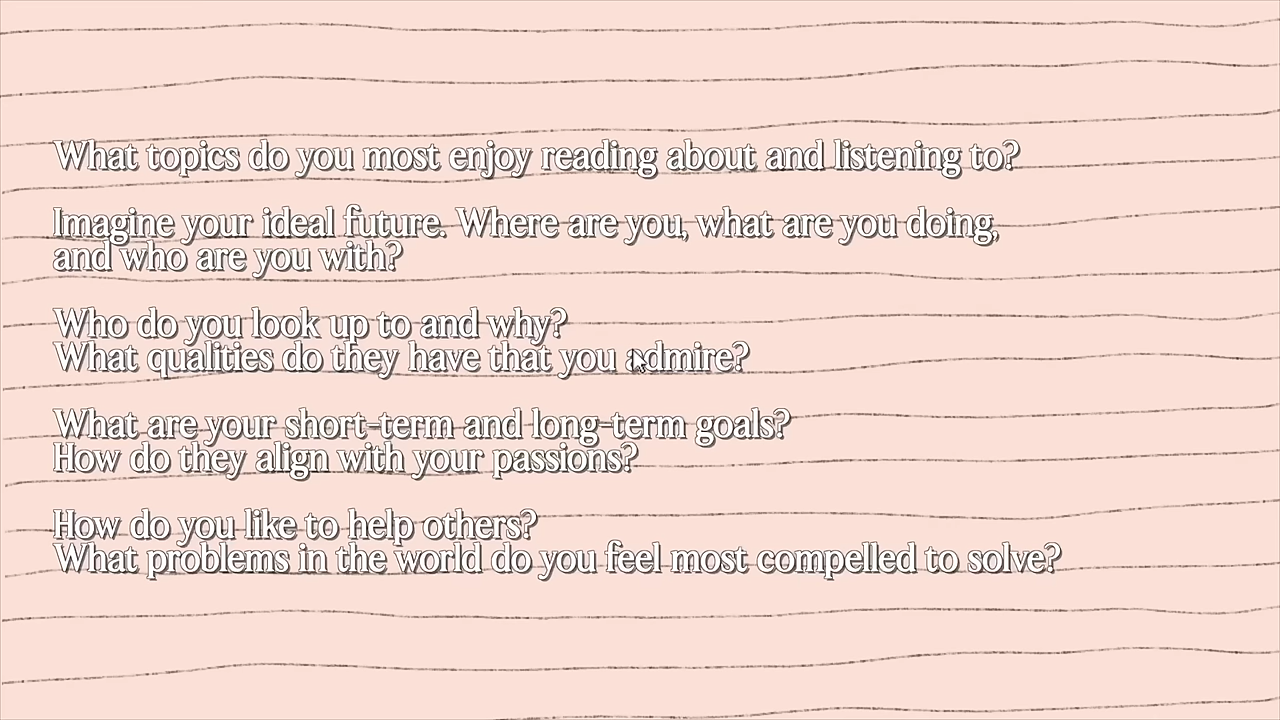 What topics do you most enjoy reading about and listening to?
Imagine your ideal future. Where are you, what are you doing,
and who are you with?
Who do you look up to and why?
What qualities do they have that you admire?
What are your short-term and long-term goals?
How do they align with your passions?
How do you like to help others?
What problems in the world do you feel most compelled to solve?